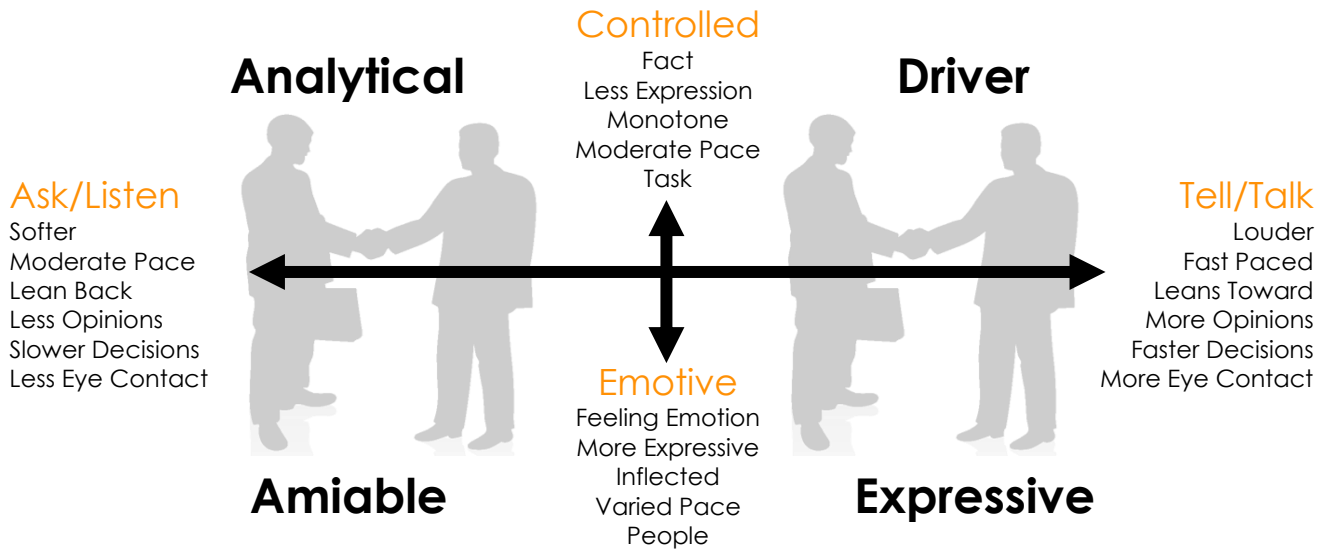 Controlled
Fact
Less Expression
Monotone
Moderate Pace
Task
Analytical
Driver
Ask/Listen
Softer
Moderate Pace
Lean Back
Less Opinions
Slower Decisions
Less Eye Contact
Tell/Talk
Louder
Fast Paced
Leans Toward
More Opinions
Faster Decisions
More Eye Contact
Emotive
Feeling Emotion
More Expressive
Inflected
Varied Pace
People
Amiable
Expressive